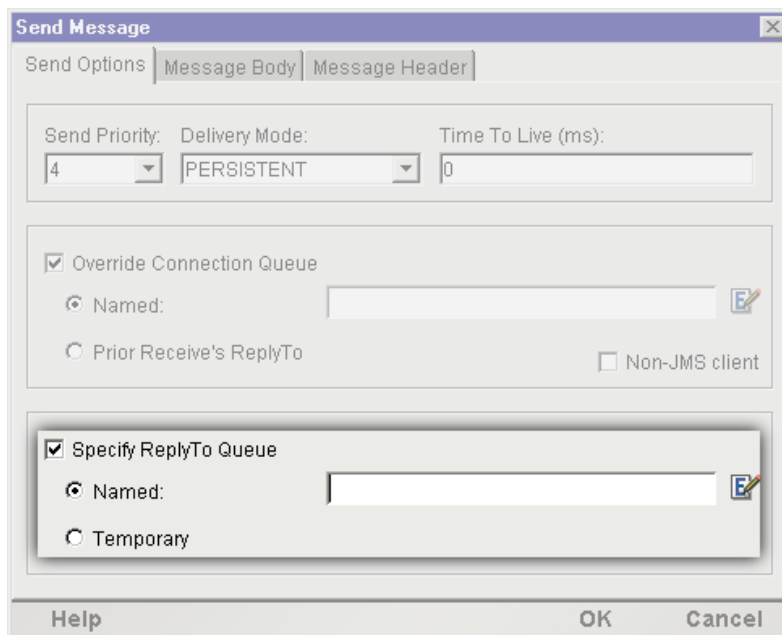 Send Message
Send Options Message Body Message Header
Send Priority: Delivery Mode: Time To Live (ms):
4 PERSISTENT 0
Override Connection Queue
Named:
Prior Receive's ReplyTo Non-JMS client
Specify ReplyTo Queue
Named:
Temporary
Help OK Cancel